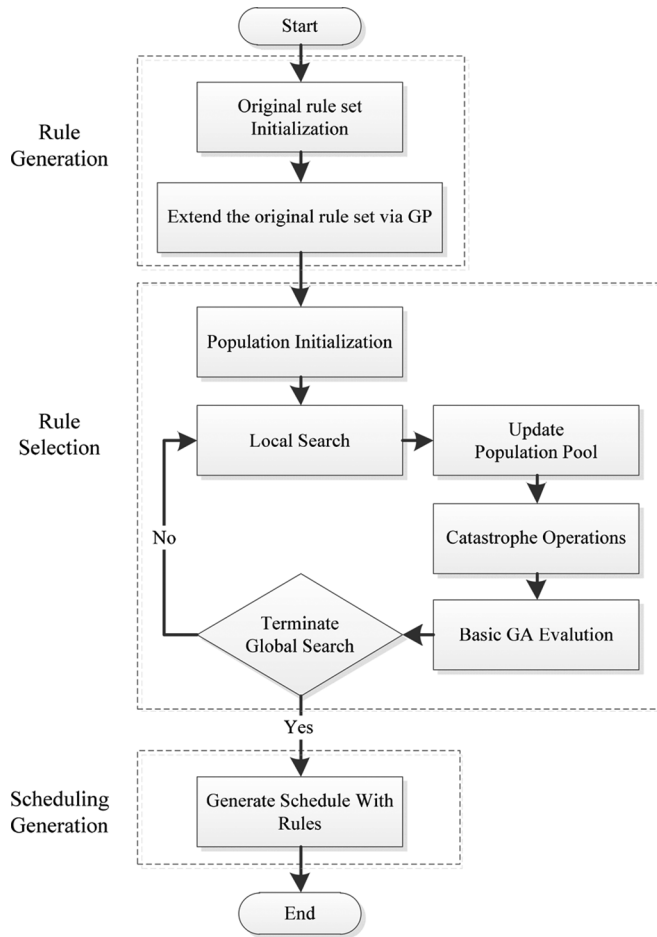 Start
Rule
Generation
Original rule set
Initialization
Extend the original rule set via GP
Rule
Selection
Population Initialization
Local Search
Update
Population Pool
Catastrophe Operations
Basic GA Evalution
Terminate
Global Search
No
Yes
Scheduling
Generation
Generate Schedule With
Rules
End